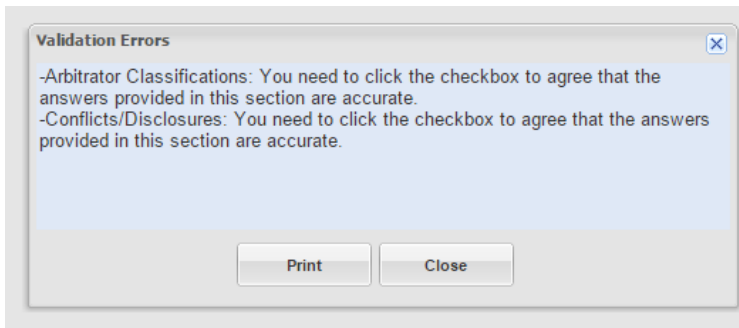 Validation Errors
-Arbitrator Classifications: You need to click the checkbox to agree that the
answers provided in this section are accurate.
-Conflicts/Disclosures: You need to click the checkbox to agree that the answers
provided in this section are accurate.
Print
Close